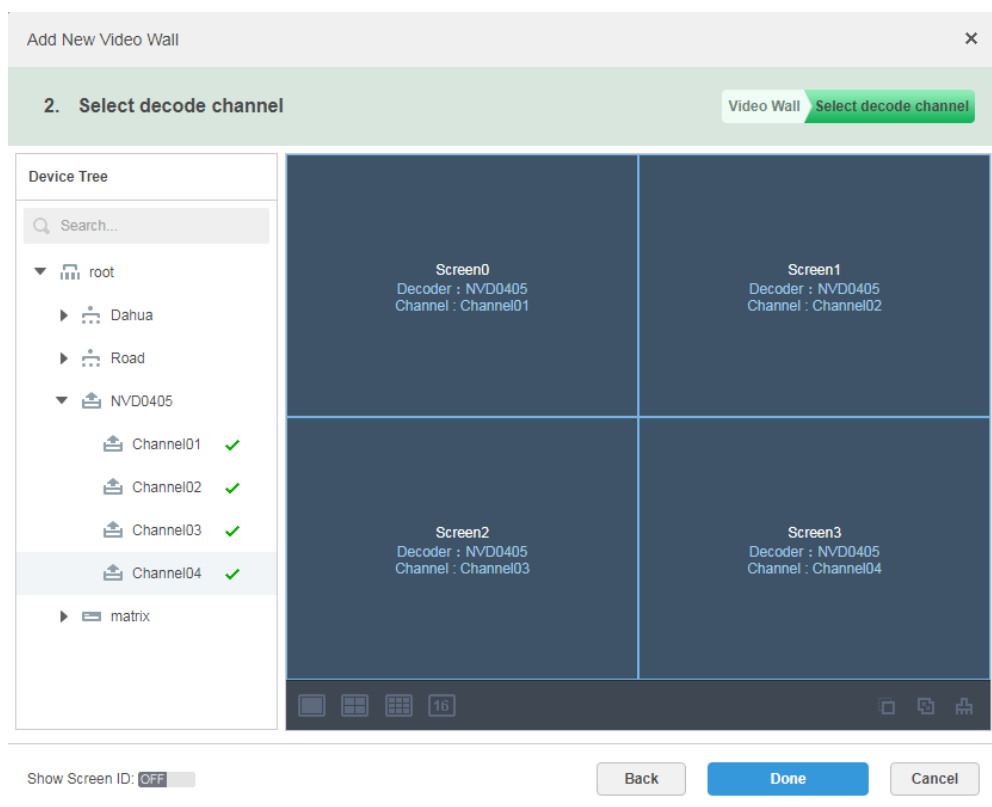 Add New Video Wall
2. Select decode channel
Video Wall
Select decode channel
Device Tree
Search...
root
Dahua
Road
NVD0405
Channel01
Channel02
Channel03
Channel04
matrix
Screen0
Decoder : NVD0405
Channel : Channel01
Screen1
Decoder : NVD0405
Channel : Channel02
Screen2
Decoder : NVD0405
Channel : Channel03
Screen3
Decoder : NVD0405
Channel : Channel04
16
Show Screen ID: OFF
Back
Done
Cancel